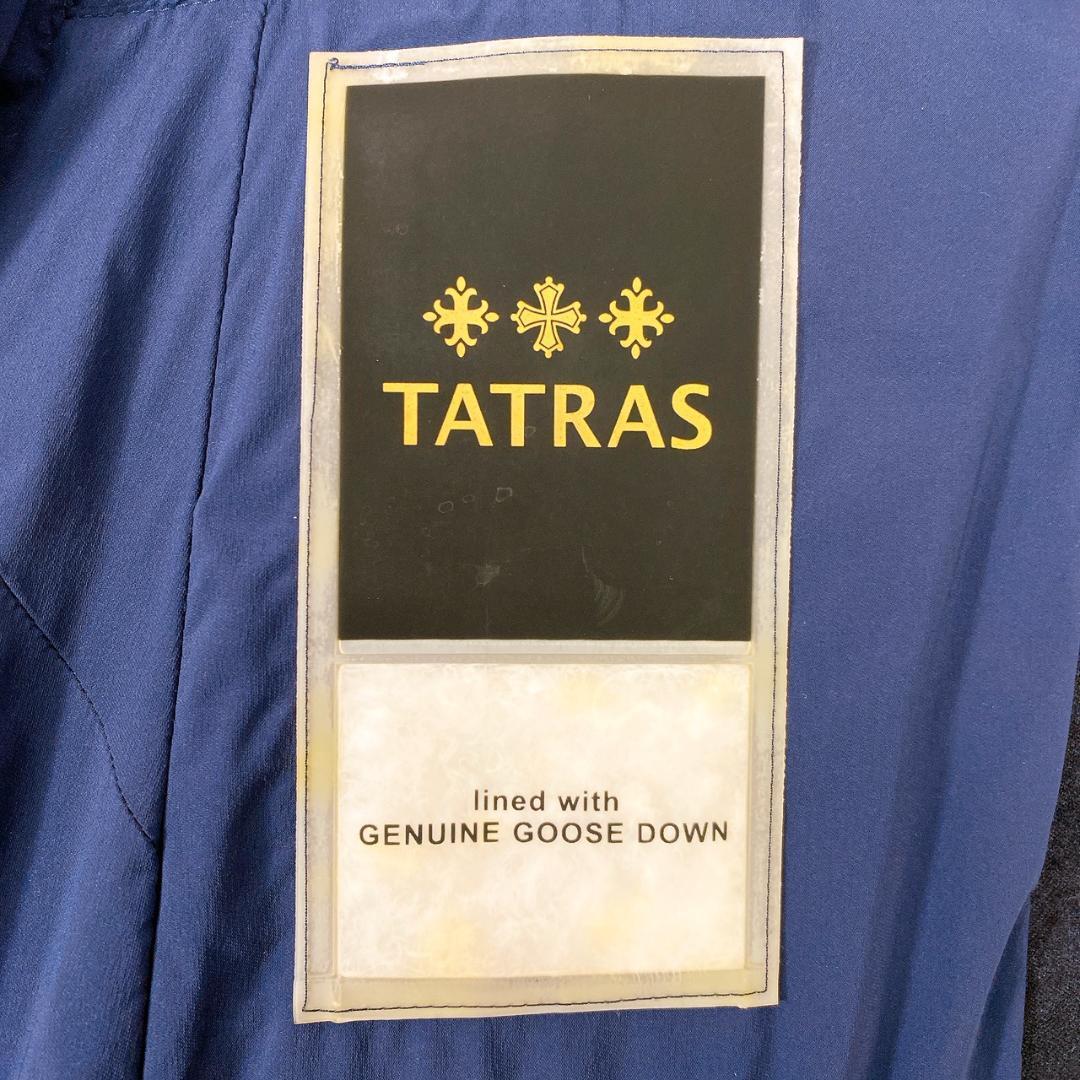 TATRAS
lined with
GENUINE GOOSE DOWN